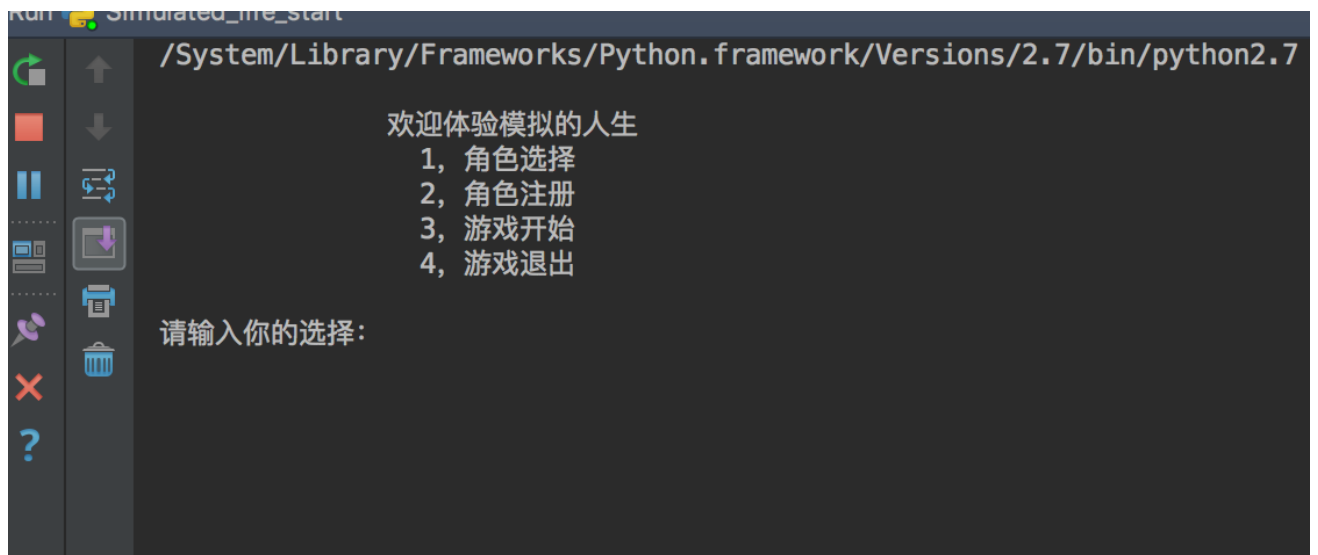 Run Simulated_life_start
/System/Library/Frameworks/Python.framework/Versions/2.7/bin/python2.7
欢迎体验模拟的人生
1, 角色选择
2, 角色注册
3, 游戏开始
4, 游戏退出
请输入你的选择: